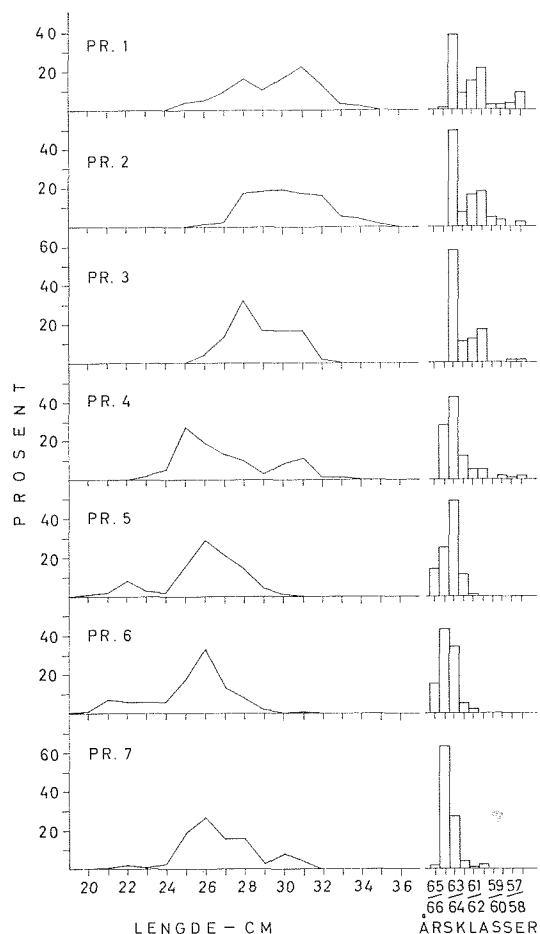 40
20
PR. 1
40
20
PR. 2
60
40
20
PR. 3
40
20
PR. 4
40
20
PR. 5
40
20
PR. 6
60
40
20
PR. 7
PROSENT
20 22 24 26 28 30 32 34 36
65 63 61 59 57
66 64 62 60 58
LENGDE – CM
ÅRSKLASSER